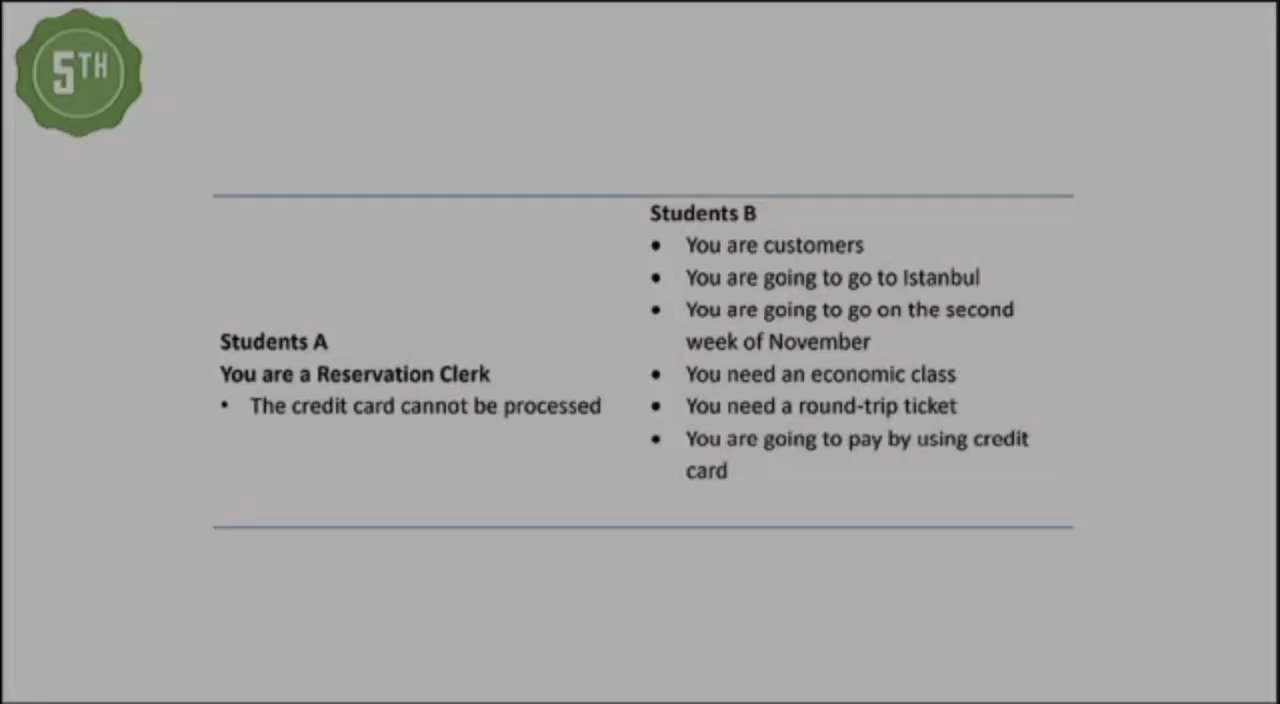 5TH
Students A
You are a Reservation Clerk
• The credit card cannot be processed
Students B
• You are customers
• You are going to go to Istanbul
• You are going to go on the second
week of November
• You need an economic class
• You need a round-trip ticket
• You are going to pay by using credit
card